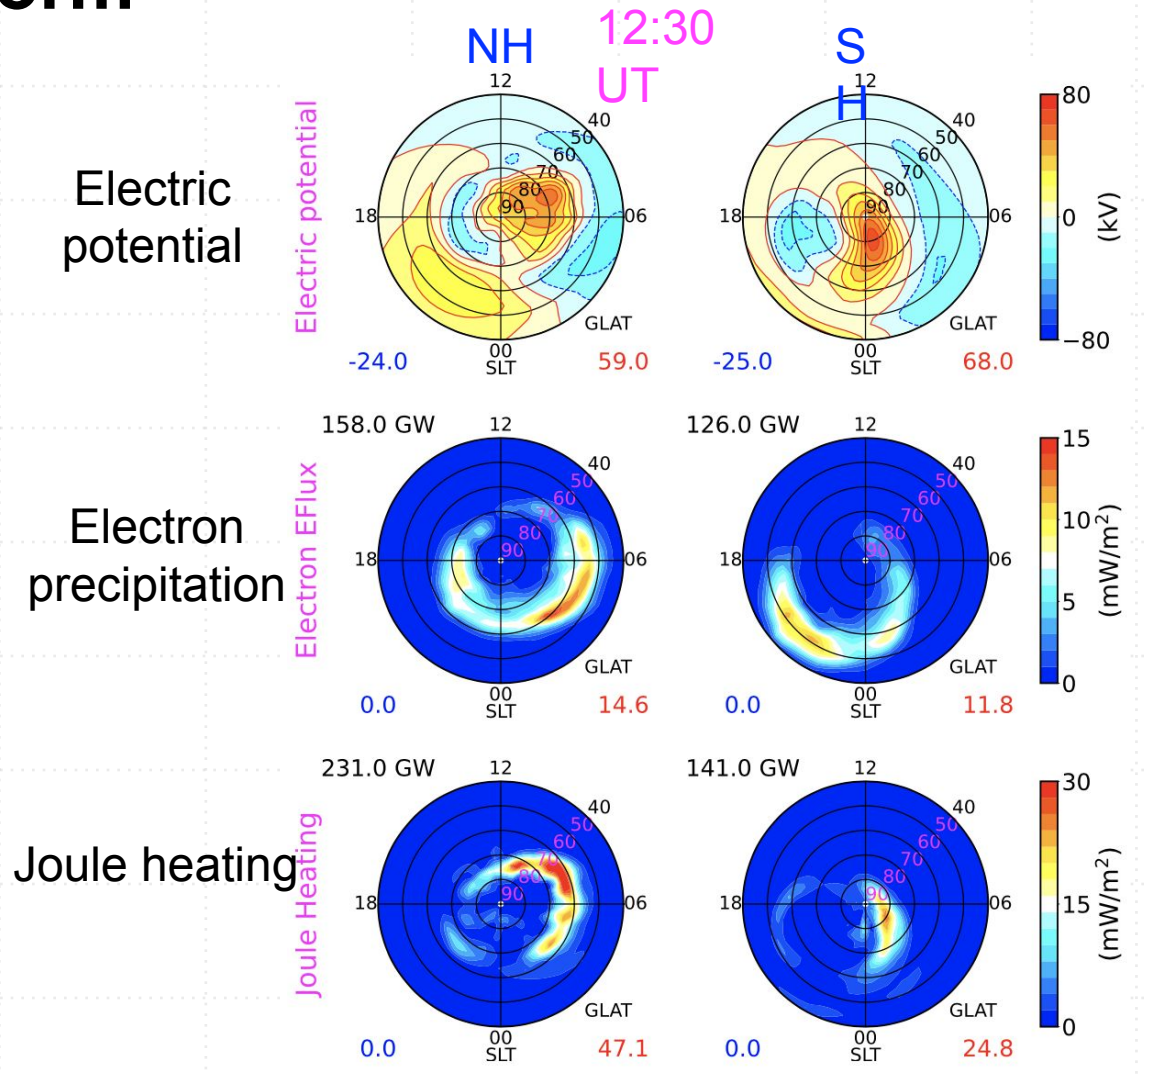 NH
12:30
UT
S
H
Electric
potential
Electric potential
12
40
50
60
70
80
90
18
06
GLAT
00
SLT
-24.0
59.0
12
40
50
60
70
80
90
18
06
GLAT
00
SLT
-25.0
68.0
80
0
−80
(kV)
Electron
precipitation
Electron EFlux
158.0 GW
12
40
50
60
70
80
90
18
06
GLAT
00
SLT
0.0
14.6
126.0 GW
12
40
50
60
70
80
90
18
06
GLAT
00
SLT
0.0
11.8
15
10
5
0
(mW/m²)
Joule heating
Joule Heating
231.0 GW
12
40
50
60
70
80
90
18
06
GLAT
00
SLT
0.0
47.1
141.0 GW
12
40
50
60
70
80
90
18
06
GLAT
00
SLT
0.0
24.8
30
15
0
(mW/m²)